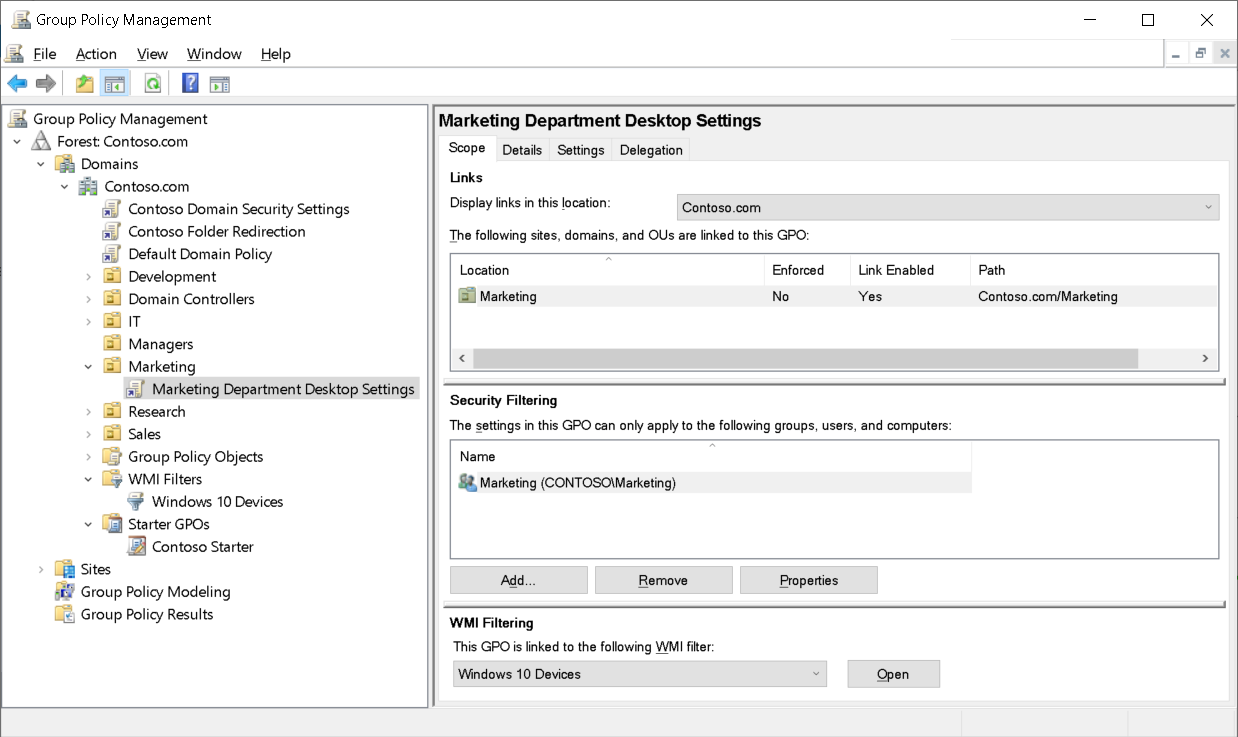 Group Policy Management
File Action View Window Help
Group Policy Management
Forest: Contoso.com
Domains
Contoso.com
Contoso Domain Security Settings
Contoso Folder Redirection
Default Domain Policy
Development
Domain Controllers
IT
Managers
Marketing
Marketing Department Desktop Settings
Research
Sales
Group Policy Objects
WMI Filters
Windows 10 Devices
Starter GPOs
Contoso Starter
Sites
Group Policy Modeling
Group Policy Results
Marketing Department Desktop Settings
Scope Details Settings Delegation
Links
Display links in this location: Contoso.com
The following sites, domains, and OUs are linked to this GPO:
Location Enforced Link Enabled Path
Marketing No Yes Contoso.com/Marketing
Security Filtering
The settings in this GPO can only apply to the following groups, users, and computers:
Name
Marketing (CONTOSO\Marketing)
Add... Remove Properties
WMI Filtering
This GPO is linked to the following WMI filter:
Windows 10 Devices Open